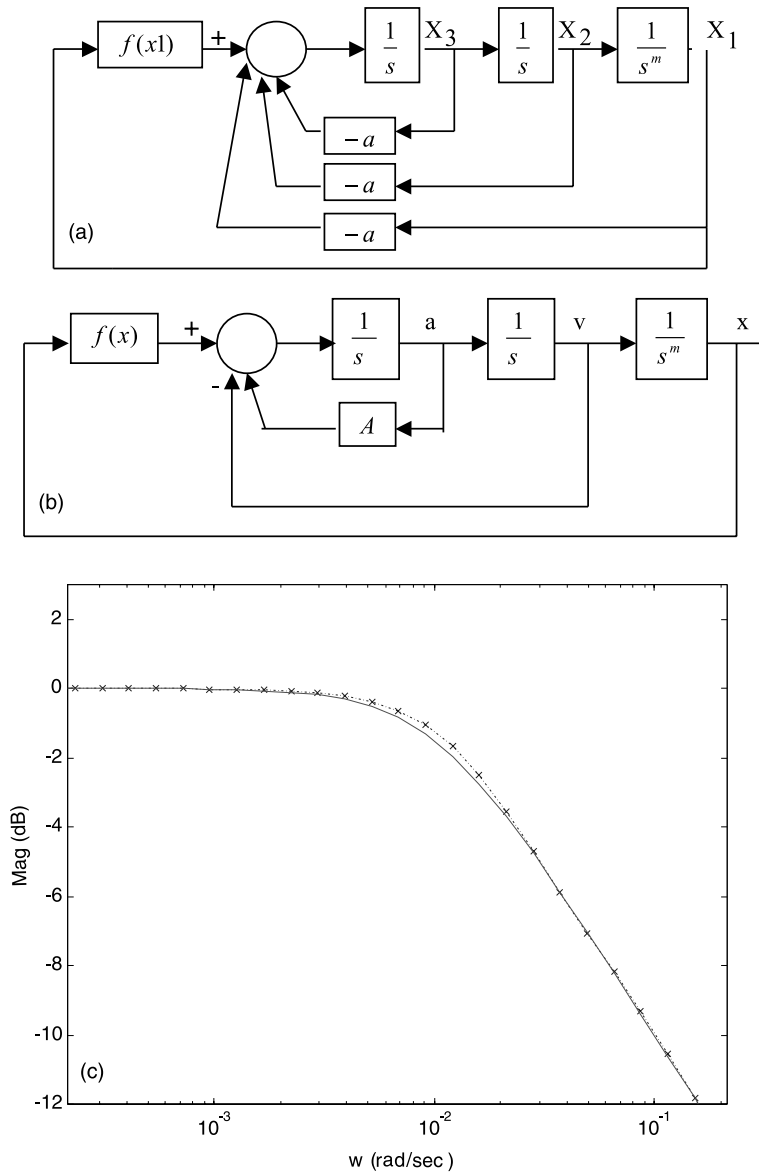 f(x1) + 1/s X3 1/s X2 1/s^m X1
-a
-a
-a
(a)
f(x) + 1/s a 1/s v 1/s^m x
-
A
(b)
2
0
-2
-4
-6
-8
-10
-12
Mag (dB)
(c)
10^-3 10^-2 10^-1
w (rad/sec)